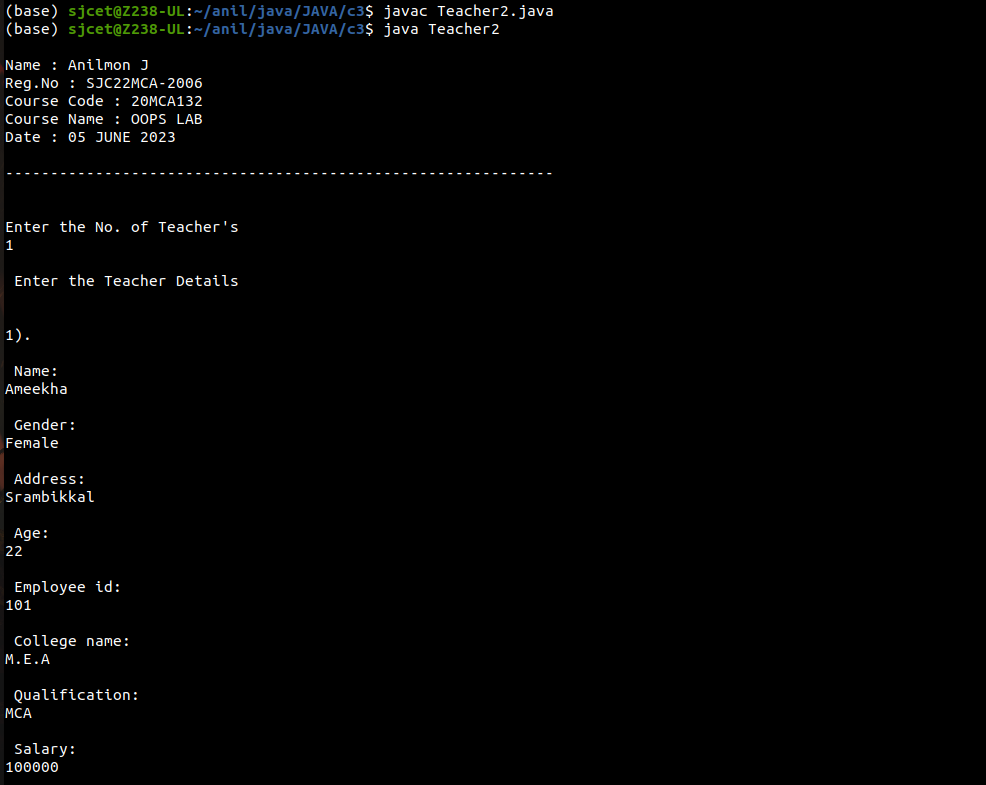 (base) sjcet@Z238-UL:~/anil/java/JAVA/c3$ javac Teacher2.java
(base) sjcet@Z238-UL:~/anil/java/JAVA/c3$ java Teacher2
Name : Anilmon J
Reg.No : SJC22MCA-2006
Course Code : 20MCA132
Course Name : OOPS LAB
Date : 05 JUNE 2023
-------------------------------------------------------------
Enter the No. of Teacher's
1
Enter the Teacher Details
1).
Name:
Ameekha
Gender:
Female
Address:
Srambikkal
Age:
22
Employee id:
101
College name:
M.E.A
Qualification:
MCA
Salary:
100000